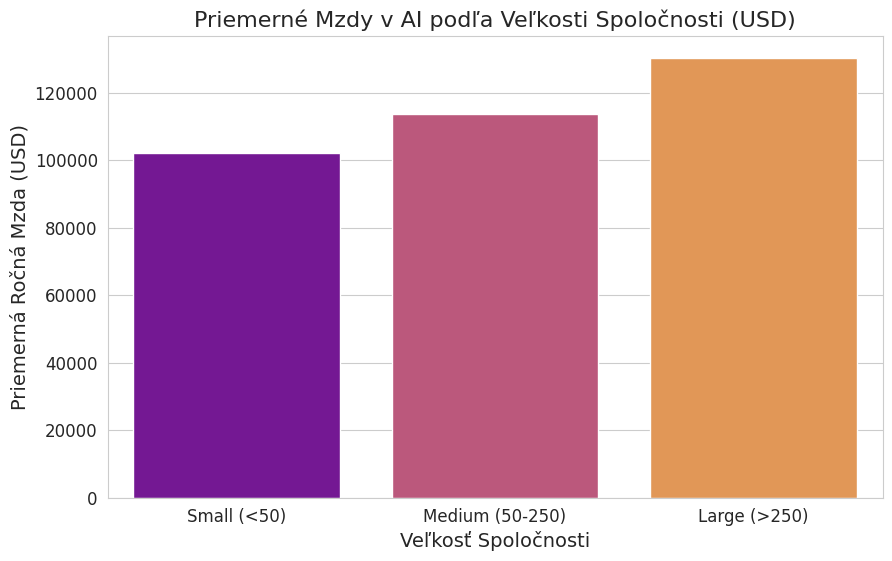 Priemerné Mzdy v AI podľa Veľkosti Spoločnosti (USD)
Priemerná Ročná Mzda (USD)
120000
100000
80000
60000
40000
20000
0
Small (<50)
Medium (50-250)
Large (>250)
Veľkosť Spoločnosti